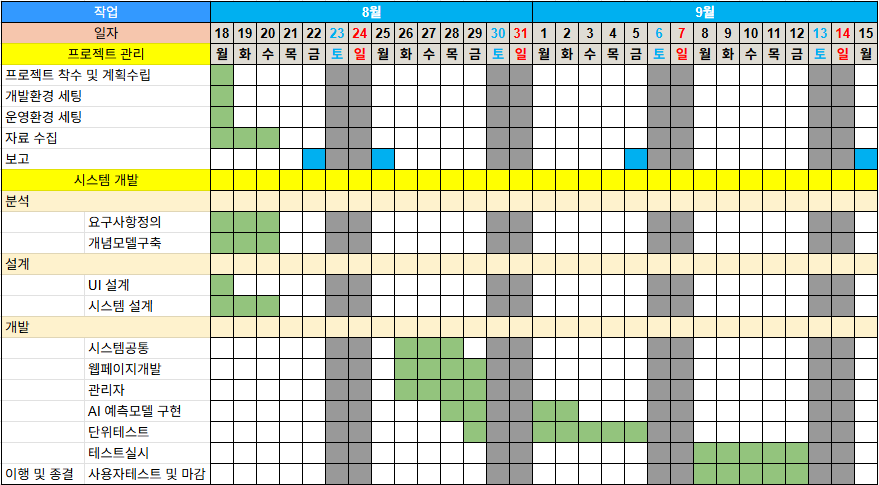 작업 8월 9월
일자 18 19 20 21 22 23 24 25 26 27 28 29 30 31 1 2 3 4 5 6 7 8 9 10 11 12 13 14 15
프로젝트 관리 월 화 수 목 금 토 일 월 화 수 목 금 토 일 월 화 수 목 금 토 일 월 화 수 목 금 토 일 월
프로젝트 착수 및 계획수립
개발환경 세팅
운영환경 세팅
자료 수집
보고
시스템 개발
분석
요구사항정의
개념모델구축
설계
UI 설계
시스템 설계
개발
시스템공통
웹페이지개발
관리자
AI 예측모델 구현
단위테스트
테스트실시
이행 및 종결 사용자테스트 및 마감